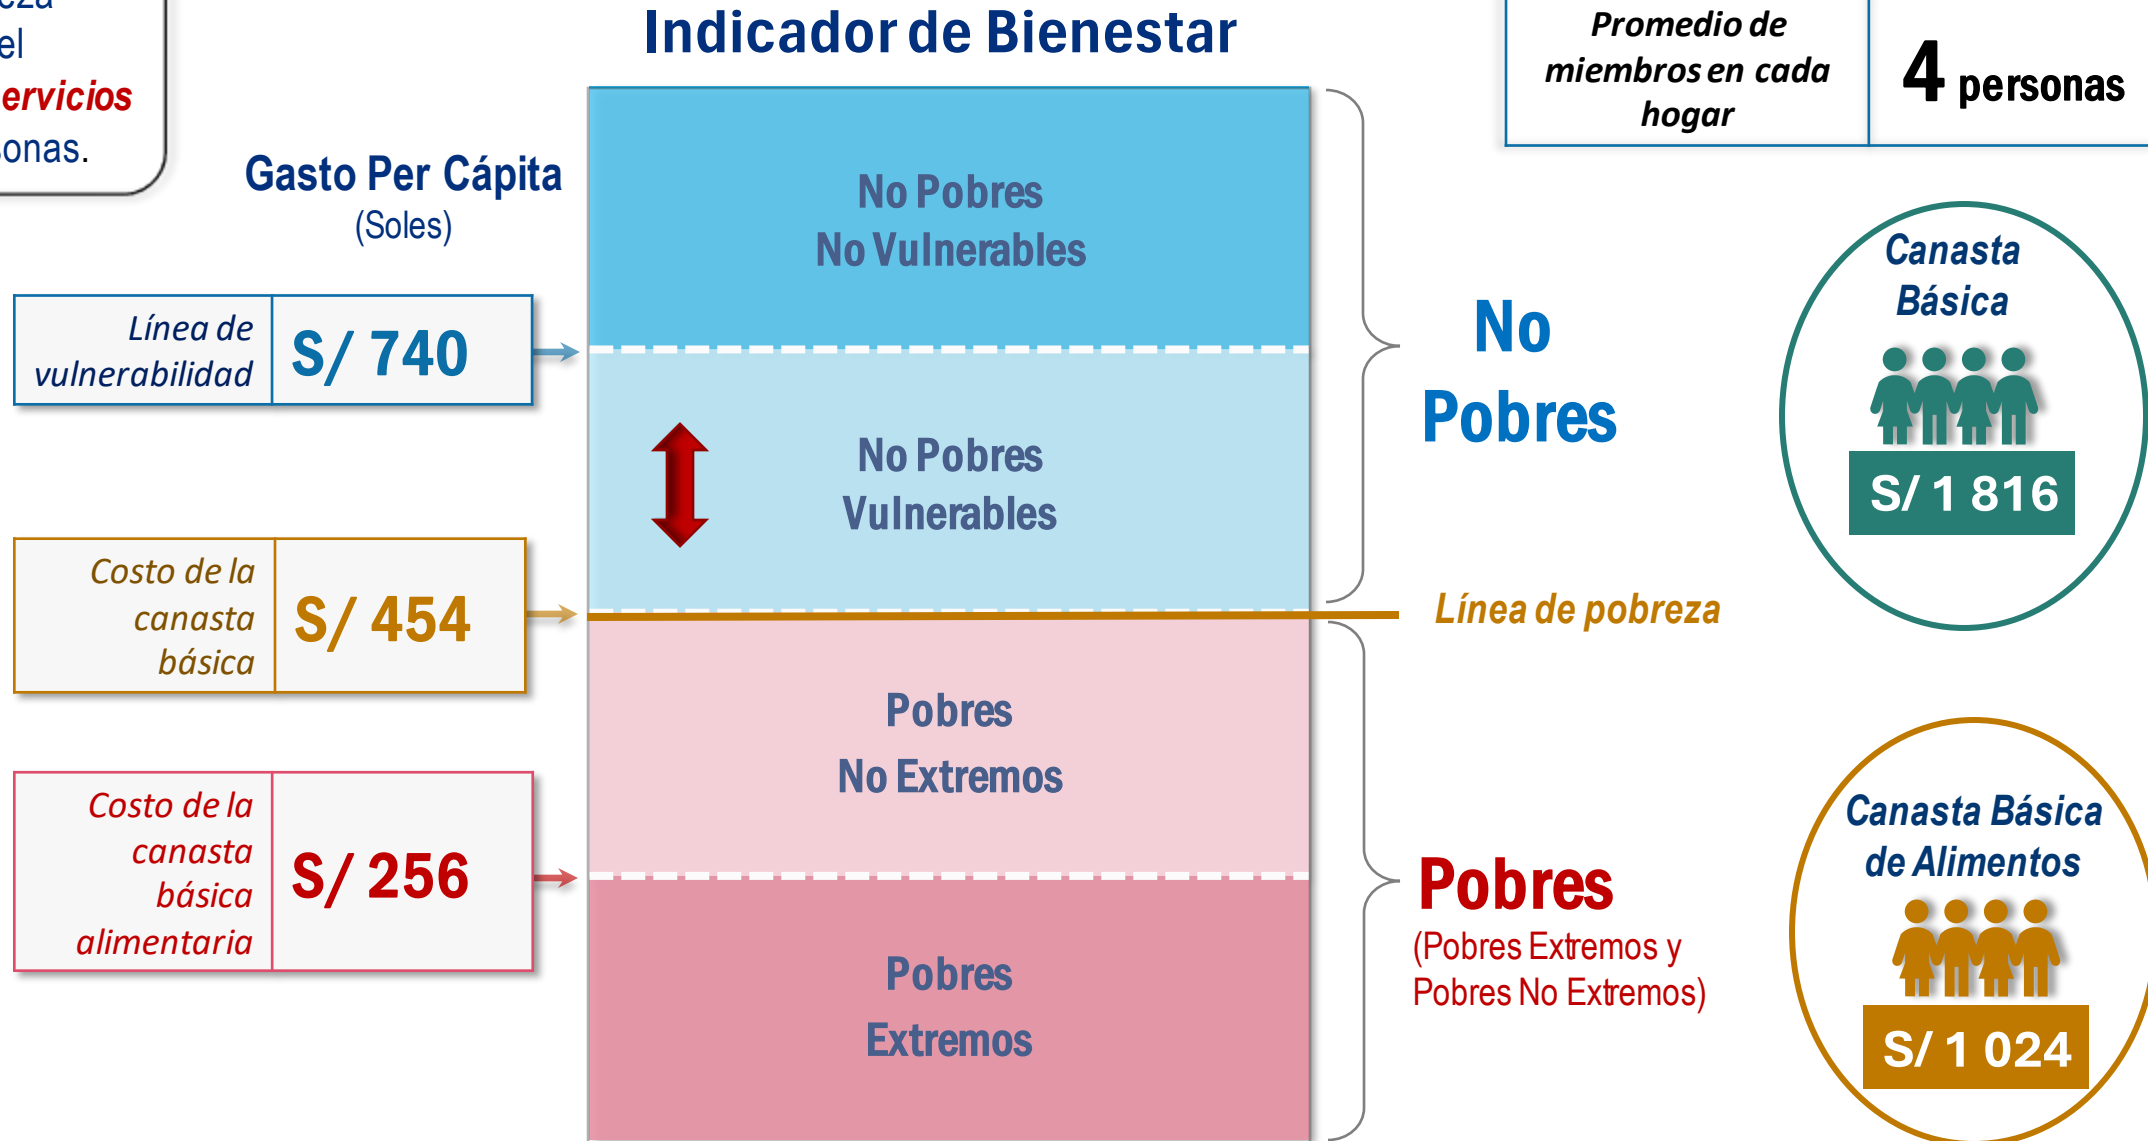 el
ervicios
Indicador de Bienestar
Promedio de
miembros en cada
hogar
4 personas
Gasto Per Cápita
(Soles)
No Pobres
No Vulnerables
Línea de
vulnerabilidad
S/ 740
No Pobres
Vulnerables
No
Pobres
Canasta
Básica
S/ 1 816
Costo de la
canasta
básica
S/ 454
Línea de pobreza
Pobres
No Extremos
Costo de la
canasta
básica
alimentaria
S/ 256
Pobres
Extremos
Pobres
(Pobres Extremos y
Pobres No Extremos)
Canasta Básica
de Alimentos
S/ 1 024